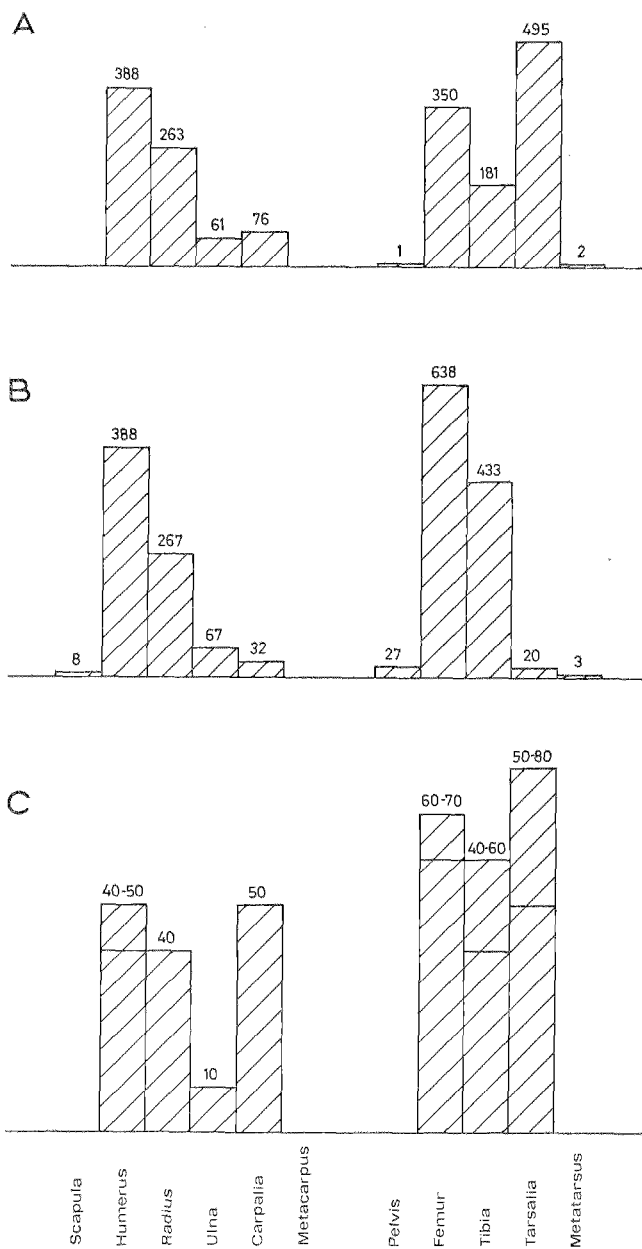 A
388
263
61
76
1
350
181
495
2
B
8
388
267
67
32
27
638
433
20
3
C
40-50
40
10
50
60-70
40-60
50-80
Scapula
Humerus
Radius
Ulna
Carpalia
Metacarpus
Pelvis
Femur
Tibia
Tarsalia
Metatarsus